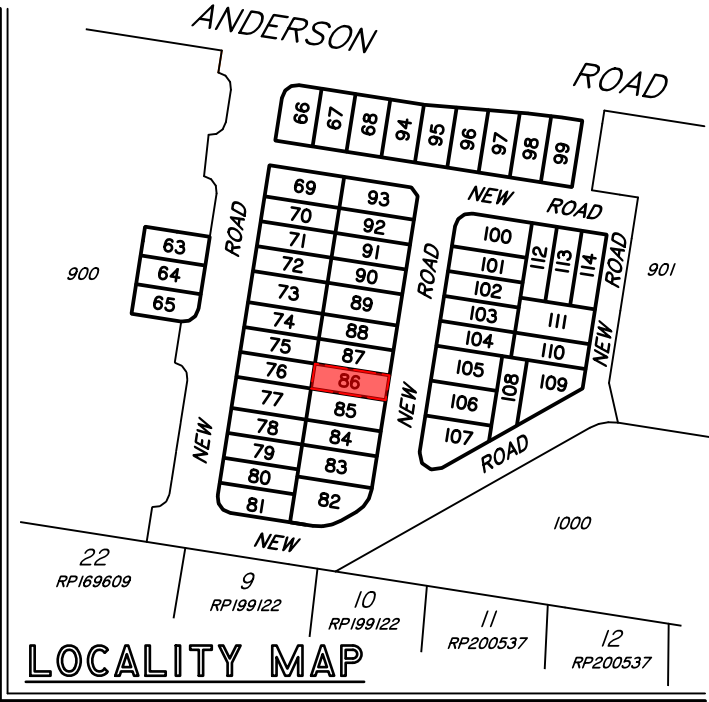 ANDERSON
ROAD
66 67 68 94 95 96 97 98 99
NEW ROAD
69 93
70 92
71 91
72 90
73 89
74 88
75 87
76 86
77 85
78 84
79 83
80 82
81
ROAD
NEW
63
64
65
900
ROAD
NEW
100
101
102
103
104
105
106
107
108
109
110
111
112 113 114
ROAD
NEW
901
ROAD
NEW
1000
22
RP169609
9
RP199122
10
RP199122
11
RP200537
12
RP200537
LOCALITY MAP